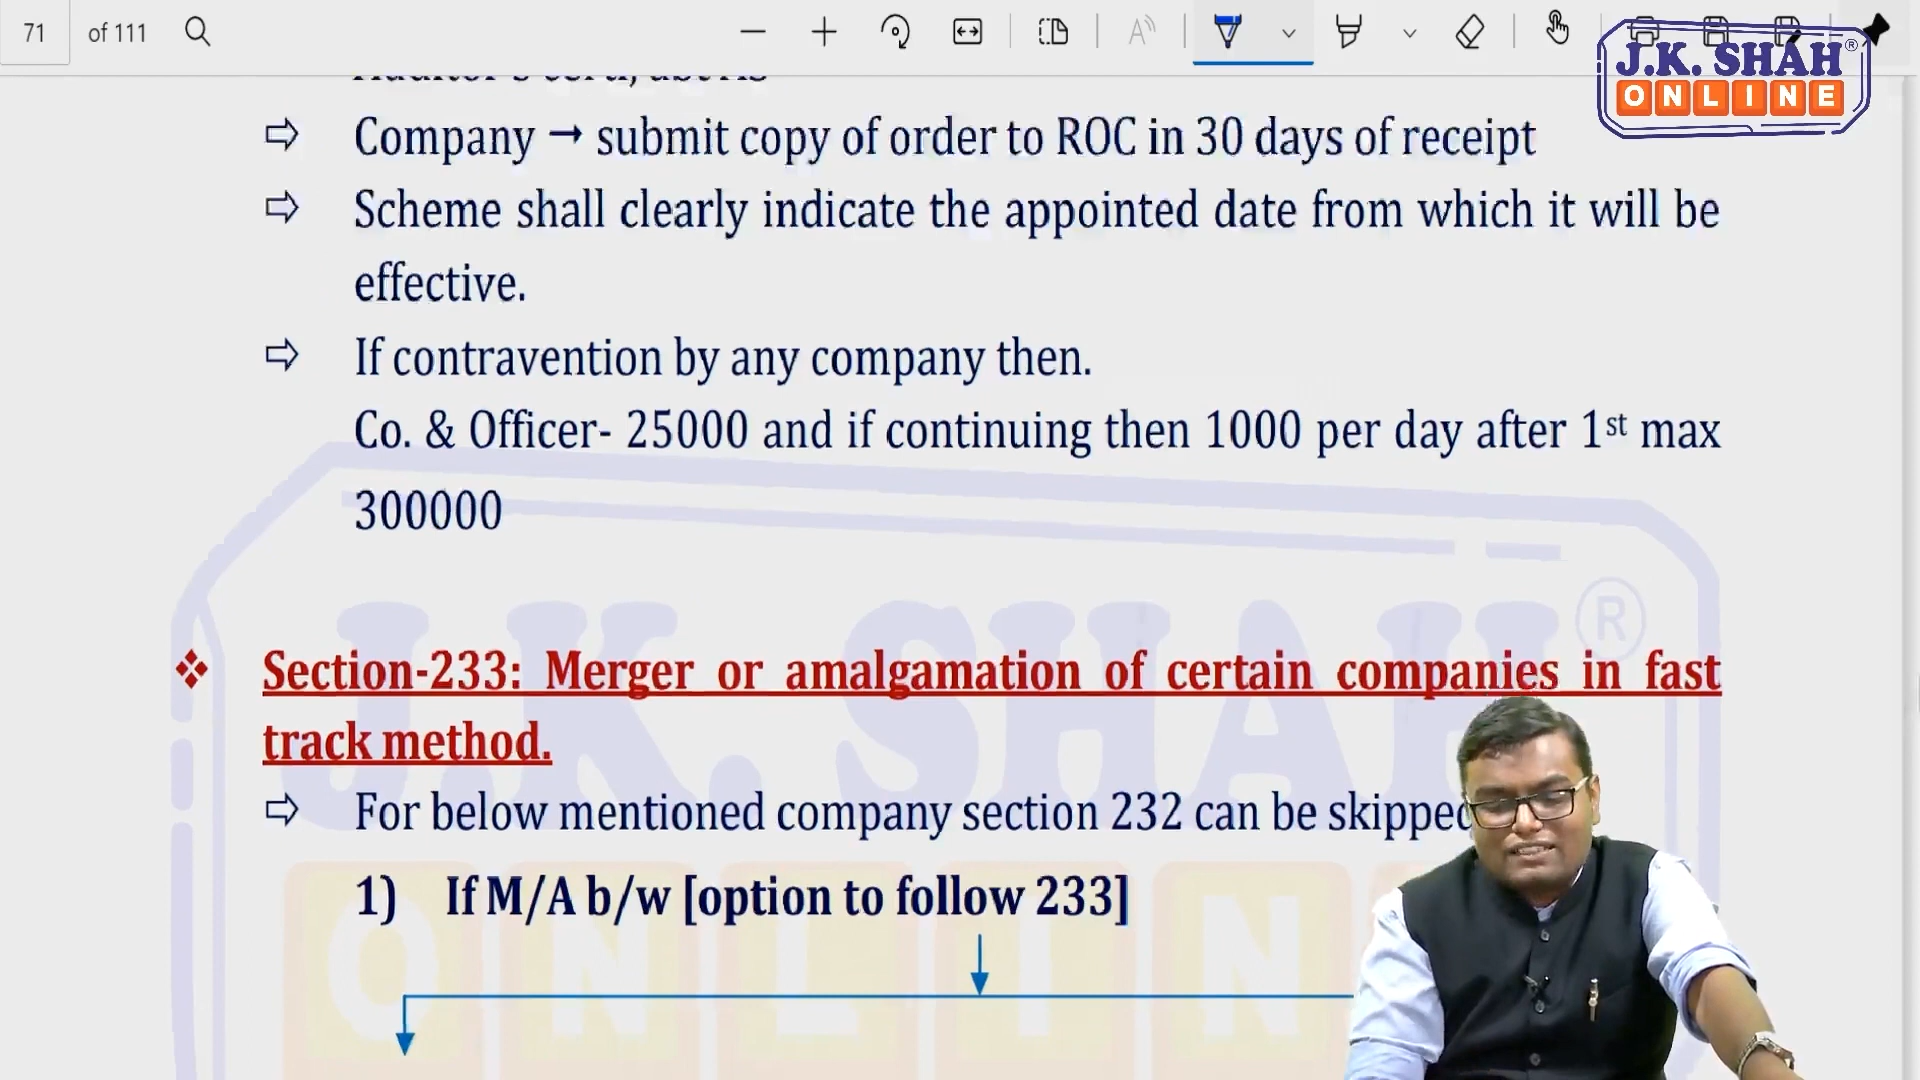 71 of 111
J.K. SHAH®
ONLINE
⇨ Company → submit copy of order to ROC in 30 days of receipt
⇨ Scheme shall clearly indicate the appointed date from which it will be
effective.
⇨ If contravention by any company then.
Co. & Officer- 25000 and if continuing then 1000 per day after 1st max
300000
❖ Section-233: Merger or amalgamation of certain companies in fast
track method.
⇨ For below mentioned company section 232 can be skipped
1) If M/A b/w [option to follow 233]
J.K. SHAH®
ONLIN